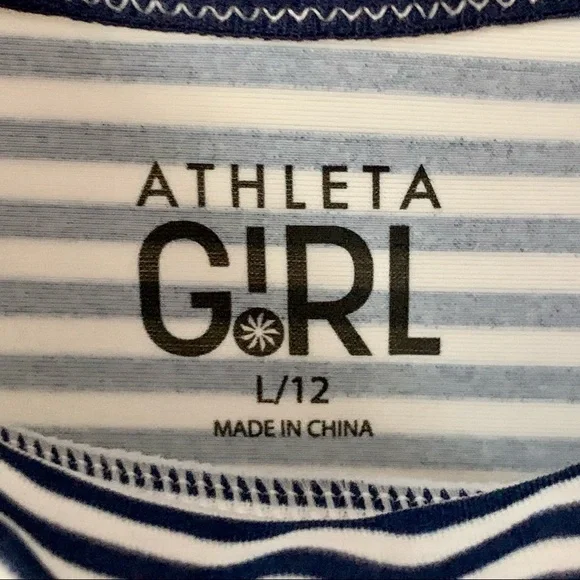 ATHLETA
G!RL
L/12
MADE IN CHINA